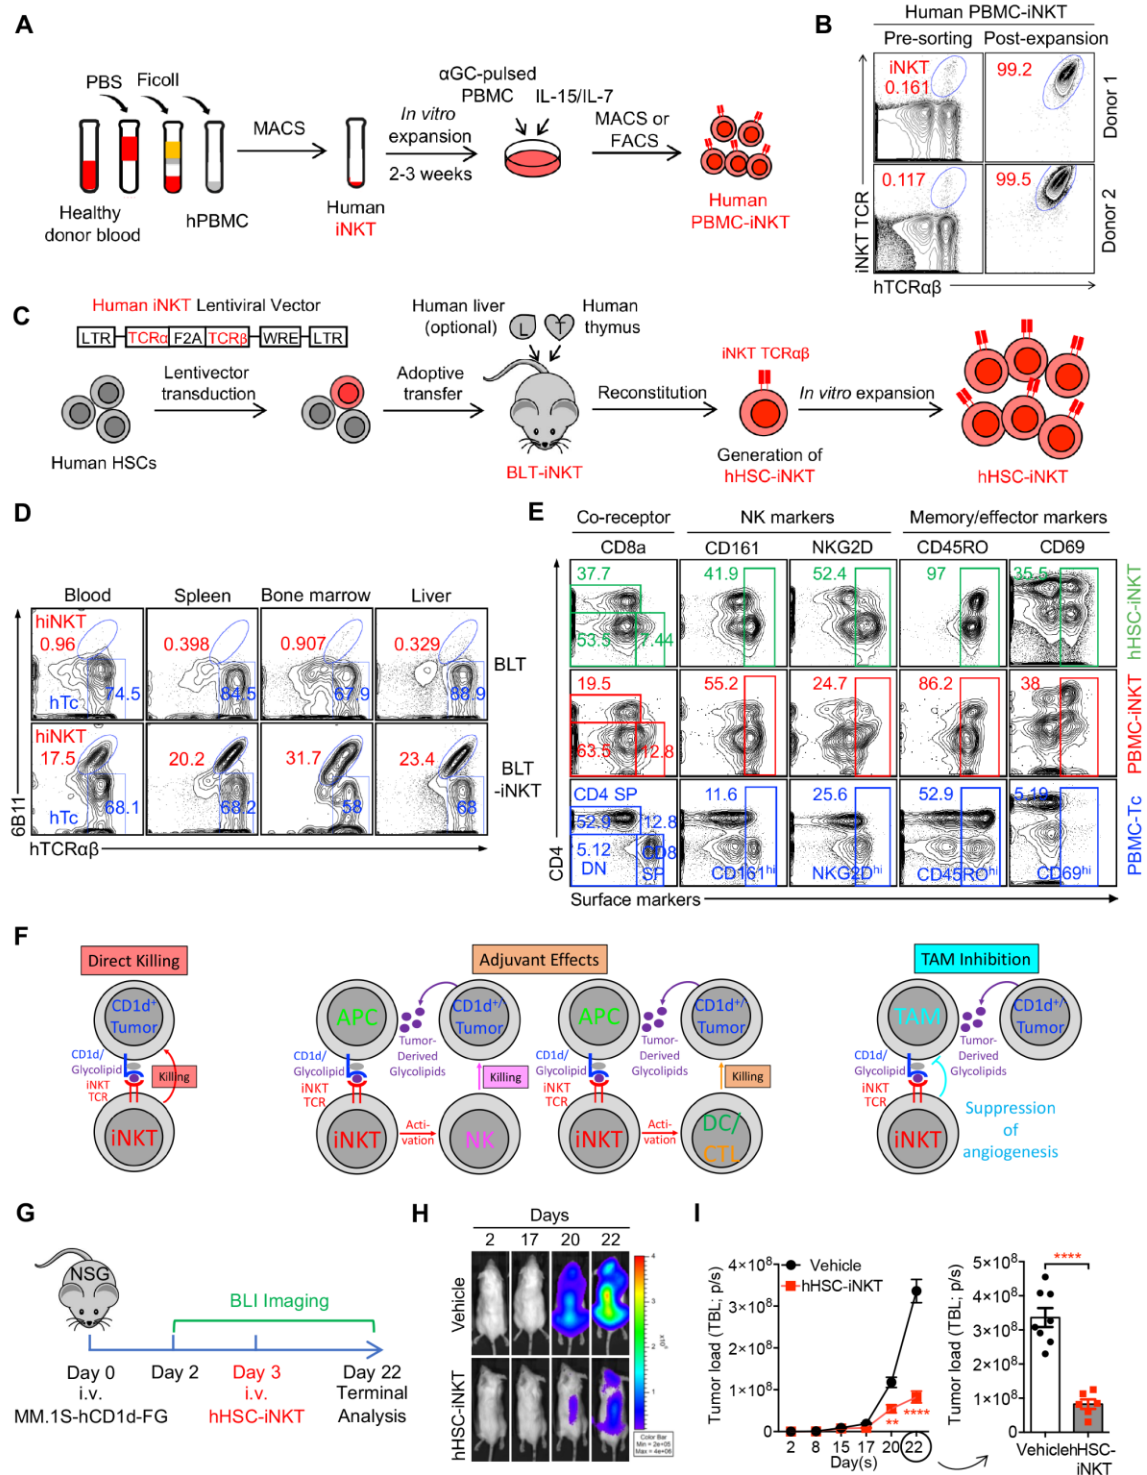 A
PBS
Ficoll
MACS
In vitro
expansion
2-3 weeks
αGC-pulsed
PBMC
IL-15/IL-7
MACS or
FACS
Healthy
donor blood
hPBMC
Human
iNKT
Human
PBMC-iNKT
B
Human PBMC-iNKT
Pre-sorting
Post-expansion
iNKT
0.161
99.2
Donor 1
0.117
99.5
Donor 2
iNKT TCR
hTCRαβ
C
Human iNKT Lentiviral Vector
LTR
TCRα
F2A
TCRβ
WRE
LTR
Human HSCs
Lentivector
transduction
Adoptive
transfer
Human liver
(optional)
Human
thymus
L
T
BLT-iNKT
Reconstitution
iNKT TCRαβ
Generation of
hHSC-iNKT
In vitro expansion
hHSC-iNKT
D
Blood
Spleen
Bone marrow
Liver
hiNKT
0.96
0.398
0.907
0.329
hTc
74.5
84.5
67.9
88.9
BLT
hiNKT
17.5
20.2
31.7
23.4
hTc
68.1
68.2
58
68
BLT
-iNKT
6B11
hTCRαβ
E
Co-receptor
NK markers
Memory/effector markers
CD8a
CD161
NKG2D
CD45RO
CD69
37.7
53.5
7.44
41.9
52.4
97
35.5
hHSC-iNKT
19.5
63.5
12.8
55.2
24.7
86.2
38
PBMC-iNKT
CD4 SP
52.9
12.8
5.12
DN
CD8
SP
11.6
CD161hi
25.6
NKG2Dhi
52.9
CD45ROhi
5.19
CD69hi
PBMC-Tc
CD4
Surface markers
F
Direct Killing
CD1d+
Tumor
CD1d/
Glycolipid
iNKT
TCR
Killing
iNKT
Adjuvant Effects
APC
CD1d+/-
Tumor
Tumor-
Derived
Glycolipids
CD1d/
Glycolipid
iNKT
TCR
Killing
iNKT
Acti-
vation
NK
APC
CD1d+/-
Tumor
Tumor-
Derived
Glycolipids
CD1d/
Glycolipid
iNKT
TCR
Killing
iNKT
Acti-
vation
DC/
CTL
TAM Inhibition
TAM
CD1d+/-
Tumor
Tumor-
Derived
Glycolipids
CD1d/
Glycolipid
iNKT
TCR
iNKT
Suppression
of
angiogenesis
G
NSG
BLI Imaging
Day 0
i.v.
MM.1S-hCD1d-FG
Day 2
Day 3
i.v.
hHSC-iNKT
Day 22
Terminal
Analysis
H
Days
2
17
20
22
Vehicle
hHSC-iNKT
4
3
2
1
Color Bar
Min = 2e+05
Max = 4e+06
I
Vehicle
hHSC-iNKT
Tumor load (TBL; p/s)
4×10⁸
3×10⁸
2×10⁸
1×10⁸
0
**
****
2
8
15
17
20
22
Day(s)
Tumor load (TBL; p/s)
5×10⁸
4×10⁸
3×10⁸
2×10⁸
1×10⁸
0
****
Vehicle
hHSC-
iNKT